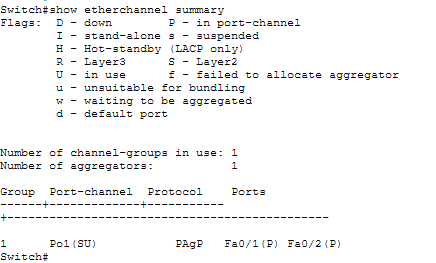 Switch#show etherchannel summary
Flags:  D - down        P - in port-channel
        I - stand-alone s - suspended
        H - Hot-standby (LACP only)
        R - Layer3      S - Layer2
        U - in use      f - failed to allocate aggregator
        u - unsuitable for bundling
        w - waiting to be aggregated
        d - default port
Number of channel-groups in use: 1
Number of aggregators:           1
Group  Port-channel  Protocol    Ports
------+-------------+-----------
+----------------------------------------------
1      Po1(SU)           PAgP   Fa0/1(P) Fa0/2(P)
Switch#